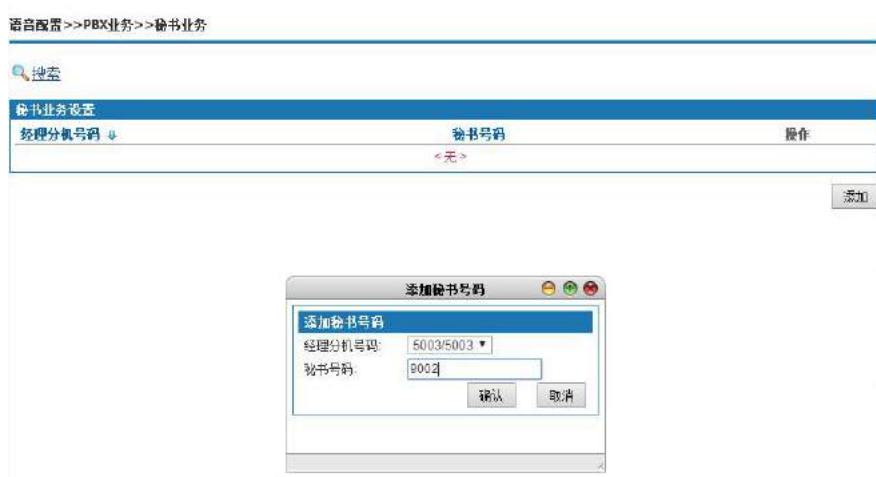 语音配置>>PBX业务>>秘书业务
搜索
秘书业务设置
经理分机号码 秘书号码 操作
<无>
添加
添加秘书号码
添加秘书号码
经理分机号码: 5003/5003
秘书号码: 9002
确认 取消